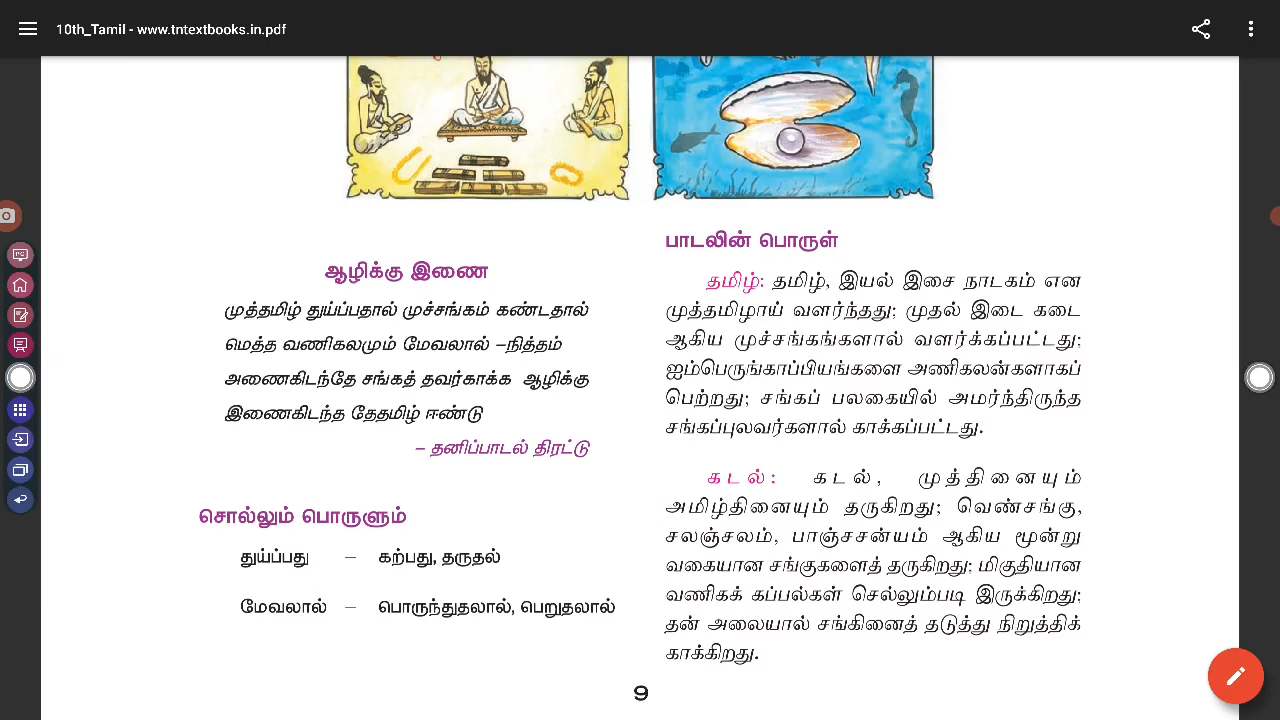 10th_Tamil - www.tntextbooks.in.pdf
ஆழிக்கு இணை
முத்தமிழ் துய்ப்பதால் முச்சங்கம் கண்டதால்
மெத்த வணிகலமும் மேவலால் –நித்தம்
அணைகிடந்தே சங்கத் தவர்காக்க ஆழிக்கு
இணைகிடந்த தேதமிழ் ஈண்டு
– தனிப்பாடல் திரட்டு
சொல்லும் பொருளும்
துய்ப்பது – கற்பது, தருதல்
மேவலால் – பொருந்துதலால், பெறுதலால்
பாடலின் பொருள்
தமிழ்: தமிழ், இயல் இசை நாடகம் என
முத்தமிழாய் வளர்ந்தது; முதல் இடை கடை
ஆகிய முச்சங்கங்களால் வளர்க்கப்பட்டது;
ஐம்பெருங்காப்பியங்களை அணிகலன்களாகப்
பெற்றது; சங்கப் பலகையில் அமர்ந்திருந்த
சங்கப்புலவர்களால் காக்கப்பட்டது.
கடல்: கடல், முத்தினையும்
அமிழ்தினையும் தருகிறது; வெண்சங்கு,
சலஞ்சலம், பாஞ்சசன்யம் ஆகிய மூன்று
வகையான சங்குகளைத் தருகிறது; மிகுதியான
வணிகக் கப்பல்கள் செல்லும்படி இருக்கிறது;
தன் அலையால் சங்கினைத் தடுத்து நிறுத்திக்
காக்கிறது.
9